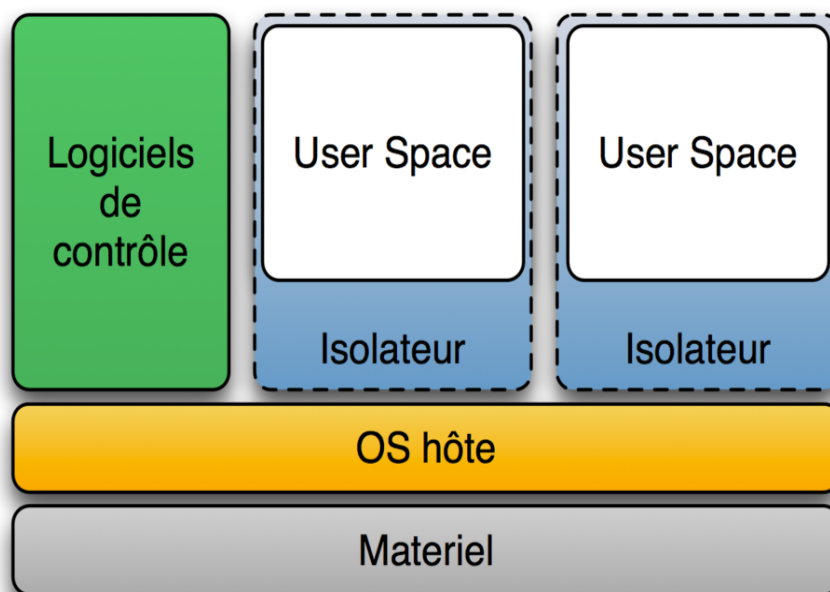 Logiciels
de
contrôle
User Space
Isolateur
User Space
Isolateur
OS hôte
Materiel